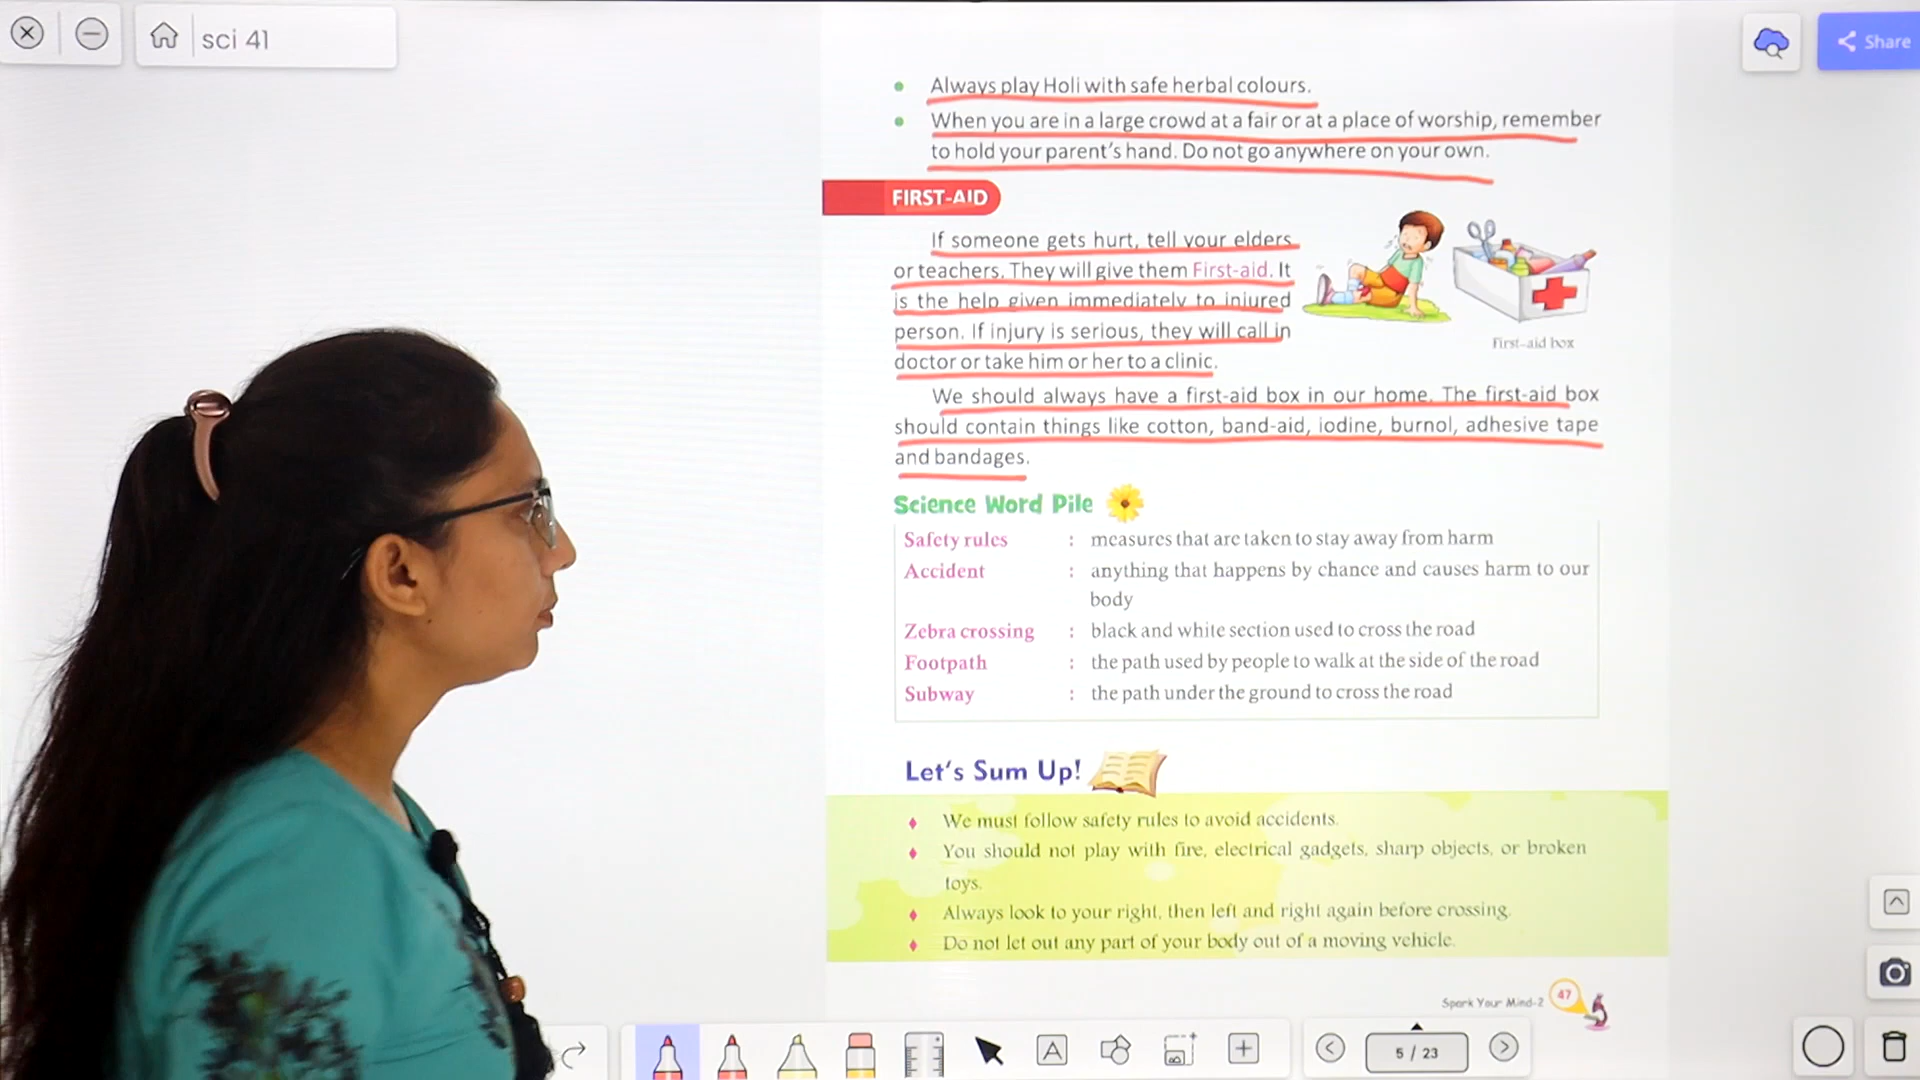 sci 41
Share
Always play Holi with safe herbal colours.
When you are in a large crowd at a fair or at a place of worship, remember
to hold your parent's hand. Do not go anywhere on your own.
FIRST-AID
If someone gets hurt, tell your elders
or teachers. They will give them First-aid. It
is the help given immediately to injured
person. If injury is serious, they will call in
doctor or take him or her to a clinic.
First-aid box
We should always have a first-aid box in our home. The first-aid box
should contain things like cotton, band-aid, iodine, burnol, adhesive tape
and bandages.
Science Word Pile
Safety rules : measures that are taken to stay away from harm
Accident : anything that happens by chance and causes harm to our
body
Zebra crossing : black and white section used to cross the road
Footpath : the path used by people to walk at the side of the road
Subway : the path under the ground to cross the road
Let's Sum Up!
We must follow safety rules to avoid accidents.
You should not play with fire, electrical gadgets, sharp objects, or broken
toys.
Always look to your right, then left and right again before crossing.
Do not let out any part of your body out of a moving vehicle.
Spark Your Mind-2 47
5 / 23